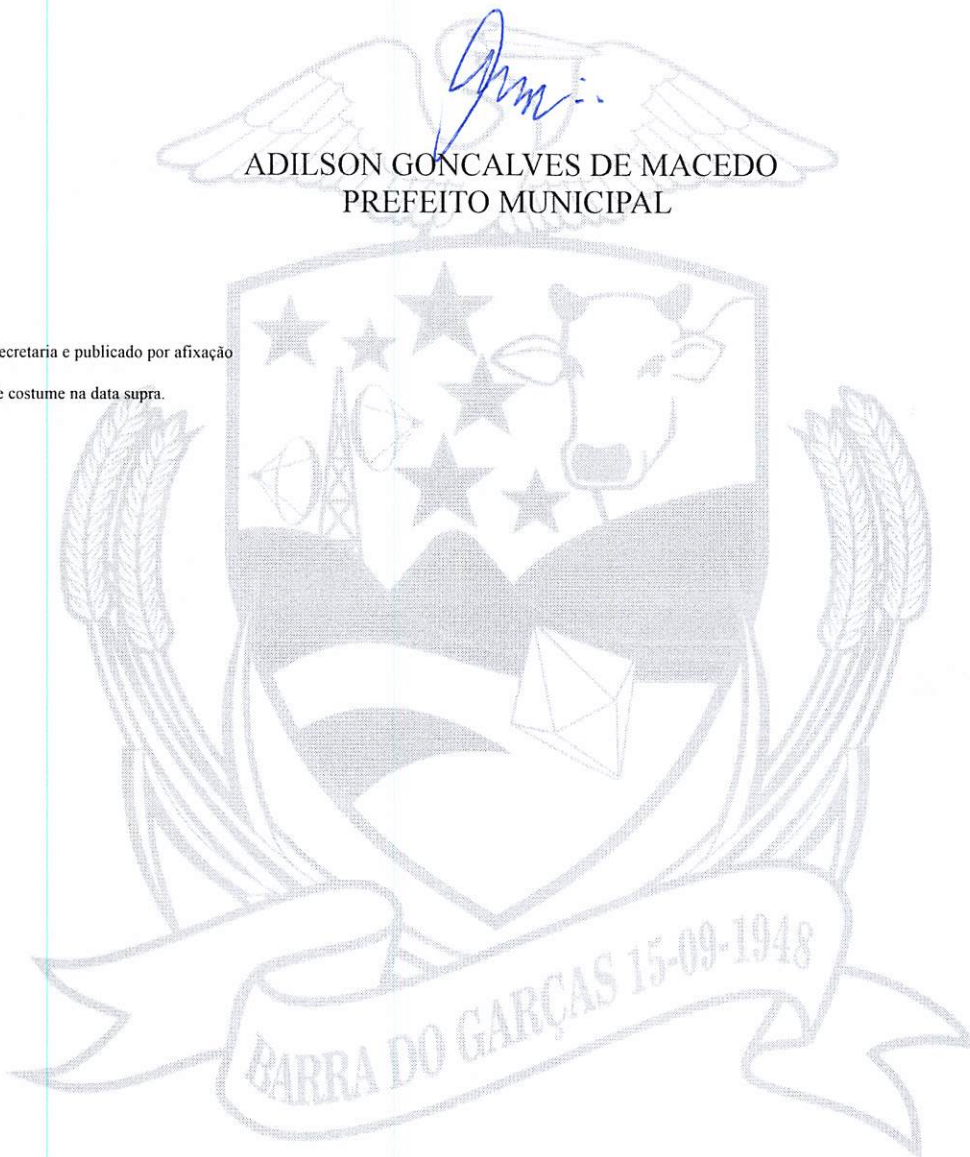 ADILSON GONCALVES DE MACEDO
PREFEITO MUNICIPAL
ecretaria e publicado por afixação
e costume na data supra.
BARRA DO GARÇAS 15-09-1948